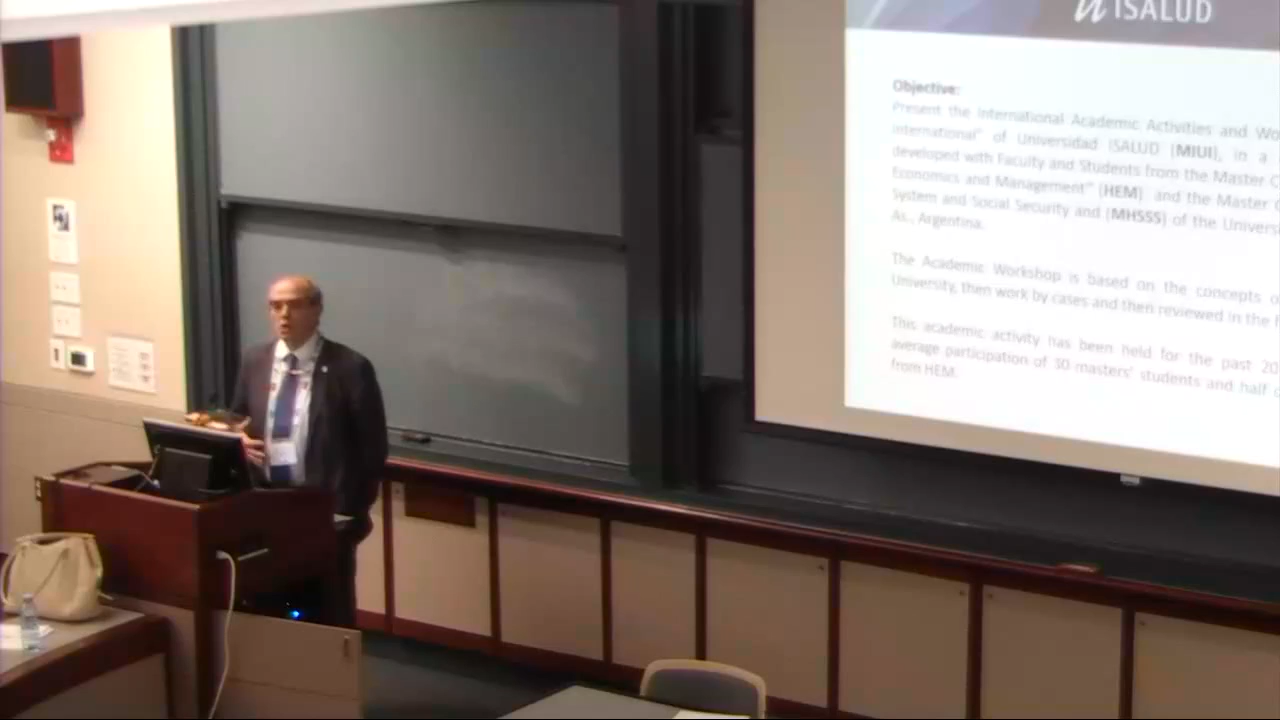 ISALUD
Objective:
Present the International Academic Activities and
International" of Universidad ISALUD (MIUI), in a
developed with Faculty and Students from the Master
Economics and Management" (HEM) and the Master
System and Social Security and (MHSSS) of the
As., Argentina.
The Academic Workshop is based on the concepts
University, then work by cases and then reviewed in the
This academic activity has been held for the past
average participation of 30 masters' students and half
from HEM.